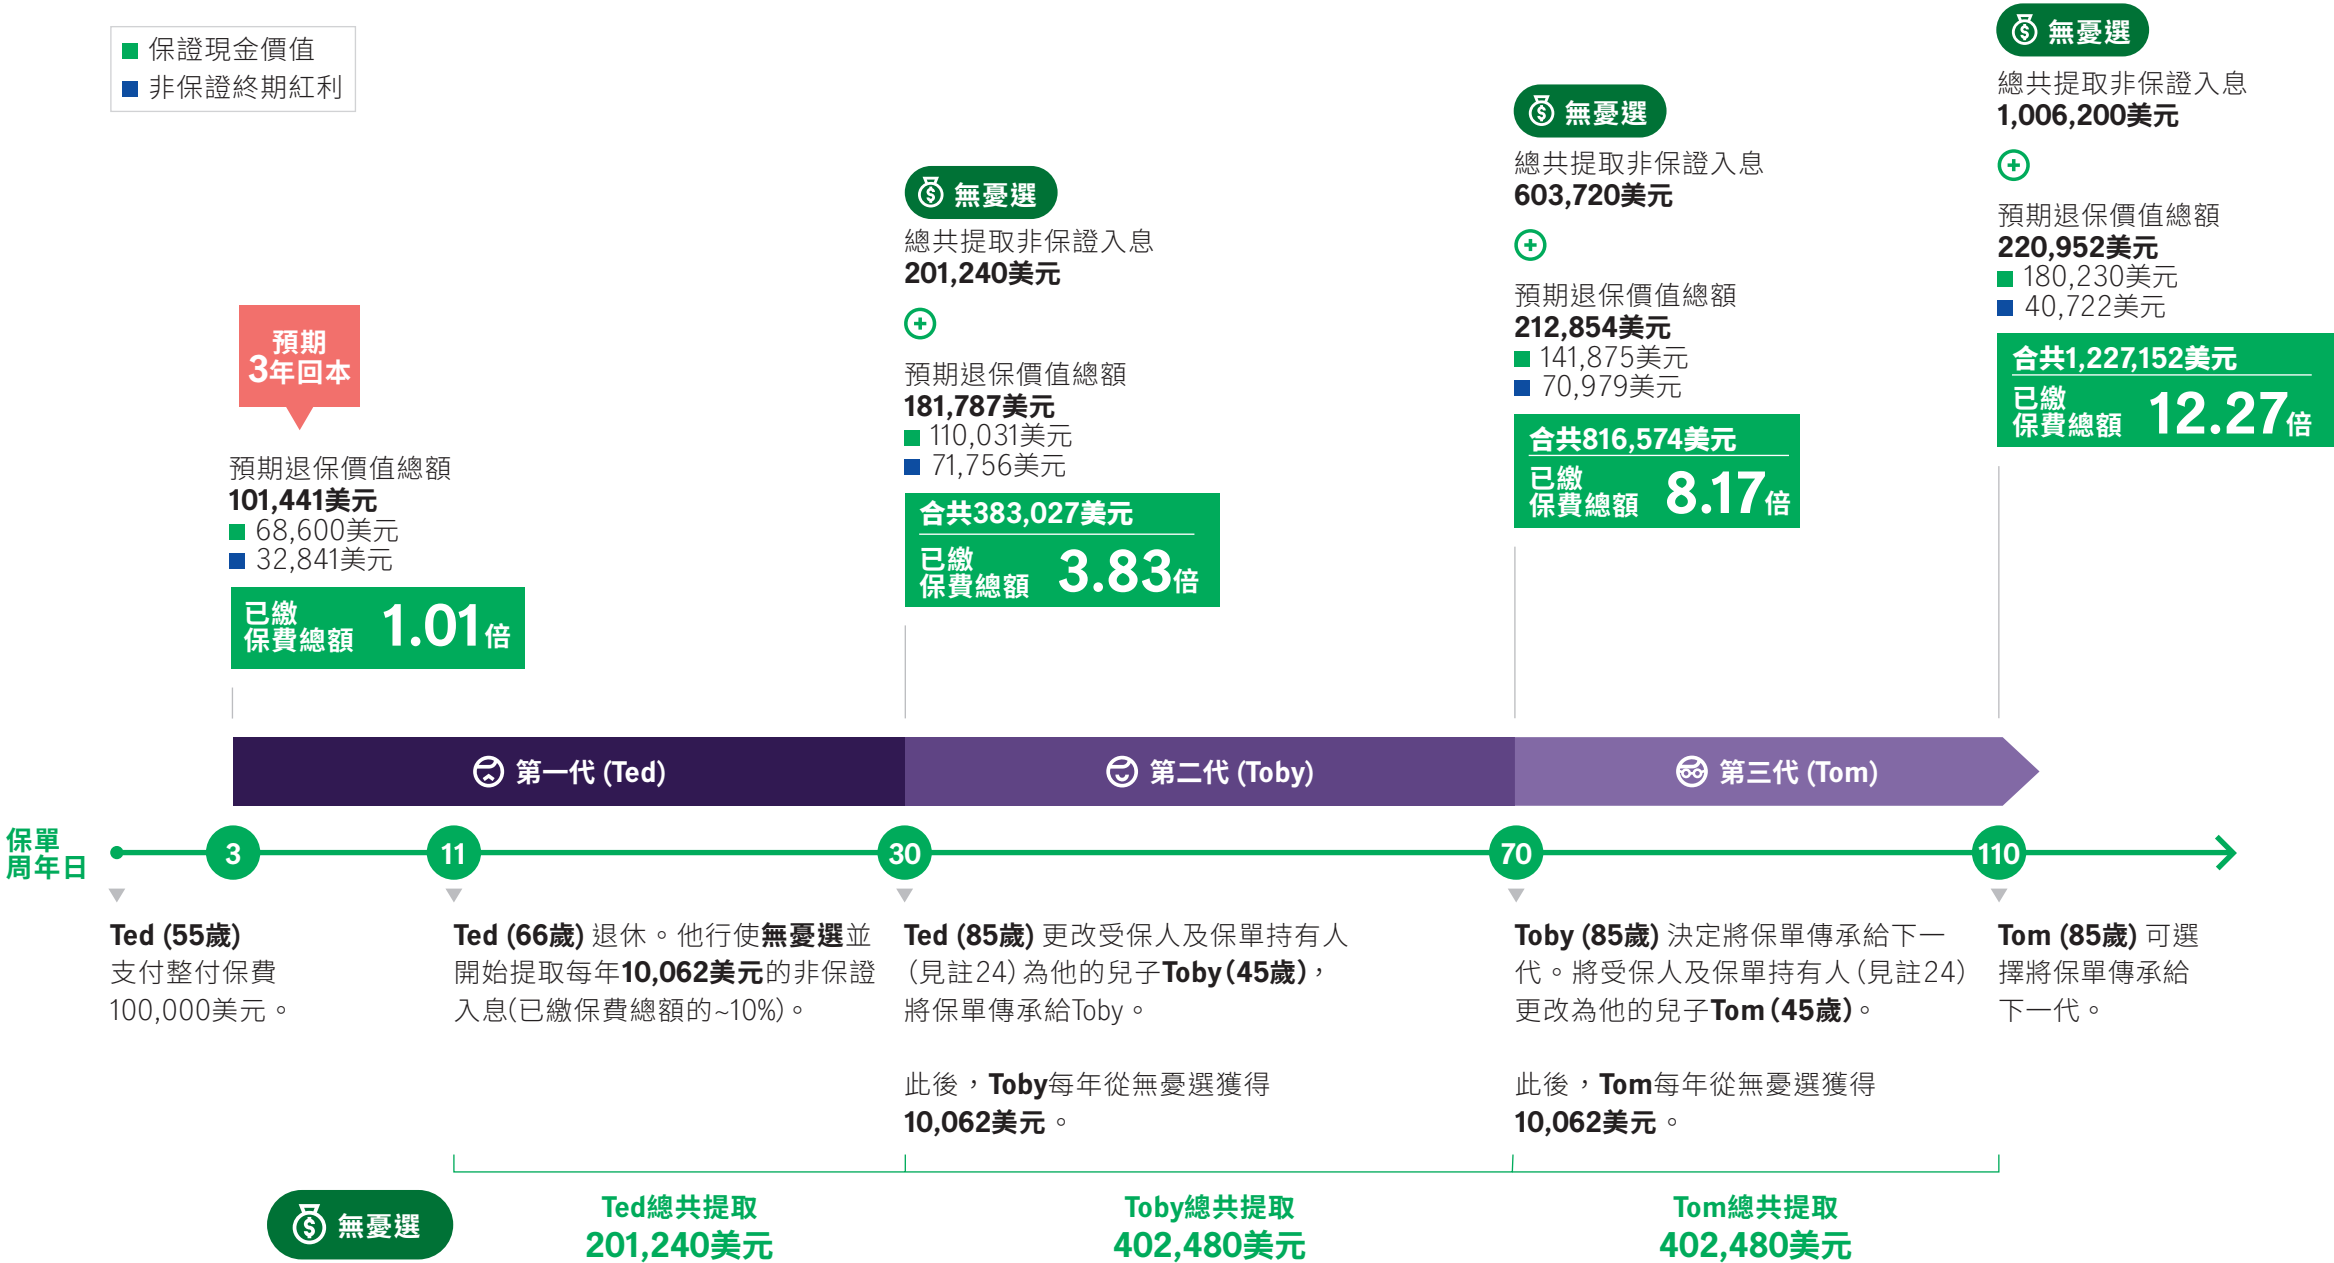 保證現金價值
非保證終期紅利
預期
3年回本
預期退保價值總額
101,441美元
68,600美元
32,841美元
已繳
保費總額 1.01倍
無憂選
總共提取非保證入息
201,240美元
預期退保價值總額
181,787美元
110,031美元
71,756美元
合共383,027美元
已繳
保費總額 3.83倍
無憂選
總共提取非保證入息
603,720美元
預期退保價值總額
212,854美元
141,875美元
70,979美元
合共816,574美元
已繳
保費總額 8.17倍
無憂選
總共提取非保證入息
1,006,200美元
預期退保價值總額
220,952美元
180,230美元
40,722美元
合共1,227,152美元
已繳
保費總額 12.27倍
第一代 (Ted)
第二代 (Toby)
第三代 (Tom)
保單
周年日
3
11
30
70
110
Ted (55歲)
支付整付保費
100,000美元。
Ted (66歲) 退休。他行使無憂選並
開始提取每年10,062美元的非保證
入息(已繳保費總額的~10%)。
Ted (85歲) 更改受保人及保單持有人
(見註24) 為他的兒子Toby (45歲)，
將保單傳承給Toby。
此後，Toby每年從無憂選獲得
10,062美元。
Toby (85歲) 決定將保單傳承給下一
代。將受保人及保單持有人 (見註24)
更改為他的兒子Tom (45歲)。
此後，Tom每年從無憂選獲得
10,062美元。
Tom (85歲) 可選
擇將保單傳承給
下一代。
無憂選
Ted總共提取
201,240美元
Toby總共提取
402,480美元
Tom總共提取
402,480美元